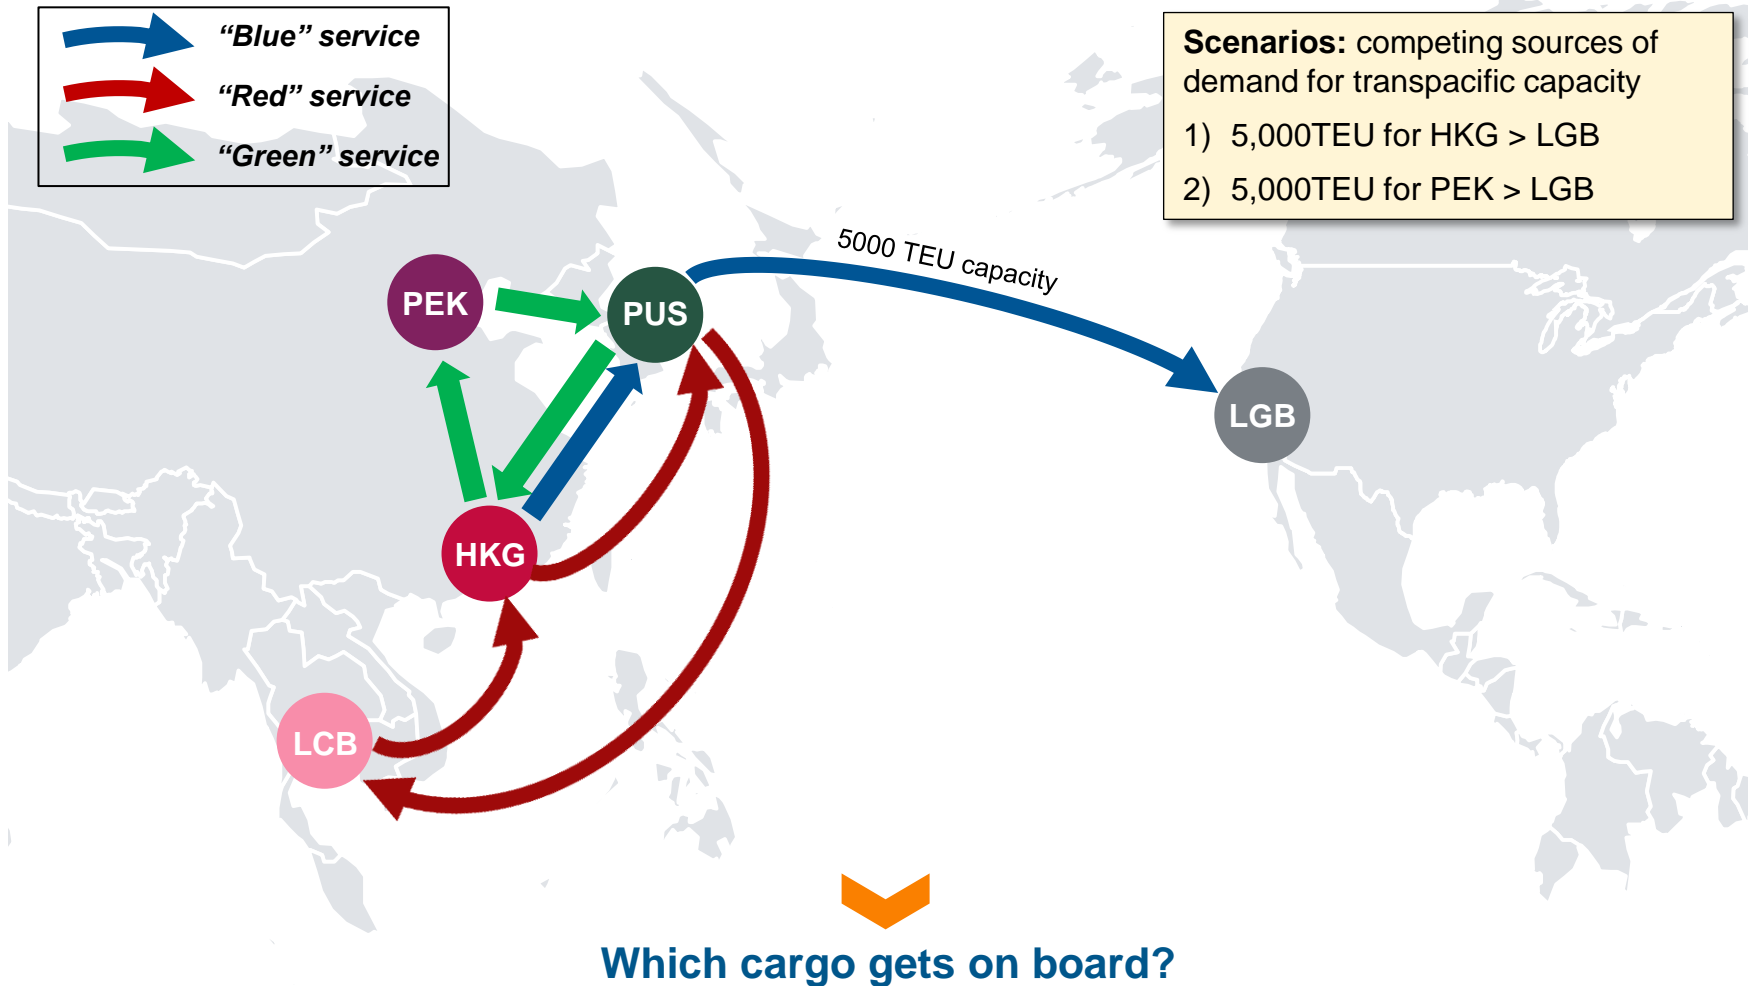 “Blue” service
“Red” service
“Green” service
Scenarios: competing sources of
demand for transpacific capacity
1) 5,000TEU for HKG > LGB
2) 5,000TEU for PEK > LGB
5000 TEU capacity
PEK
PUS
LGB
HKG
LCB
Which cargo gets on board?